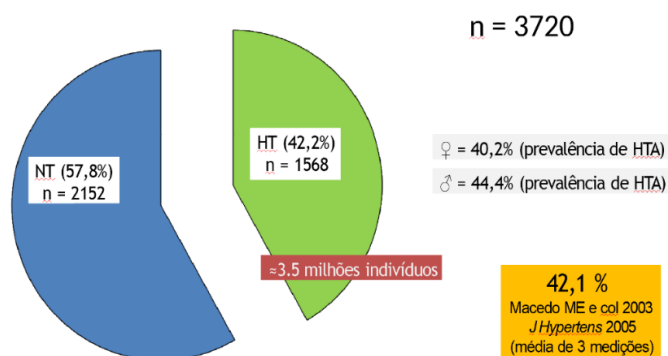 n = 3720
HT (42,2%)
n = 1568
NT (57,8%)
n = 2152
♀ = 40,2% (prevalência de HTA)
♂ = 44,4% (prevalência de HTA)
≈3.5 milhões indivíduos
42,1 %
Macedo ME e col 2003
J Hypertens 2005
(média de 3 medições)